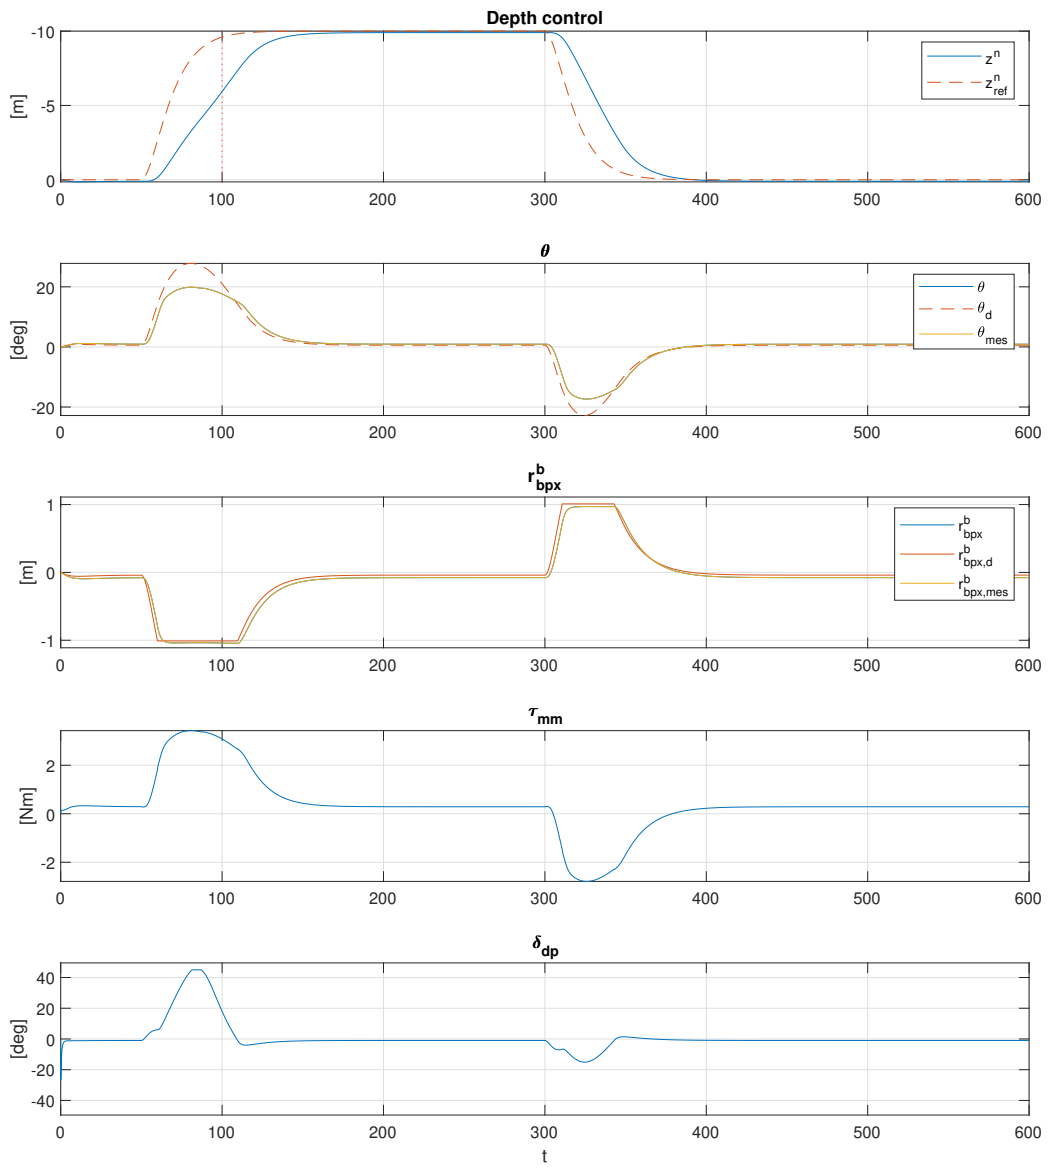 Depth control
-10
-5
0
[m]
z^n
z^n_ref
0 100 200 300 400 500 600
θ
20
0
-20
[deg]
θ
θ_d
θ_mes
0 100 200 300 400 500 600
r^b_bpx
1
0
-1
[m]
r^b_bpx
r^b_bpx,d
r^b_bpx,mes
0 100 200 300 400 500 600
τ_mm
2
0
-2
[Nm]
0 100 200 300 400 500 600
δ_dp
40
20
0
-20
-40
[deg]
0 100 200 300 400 500 600
t